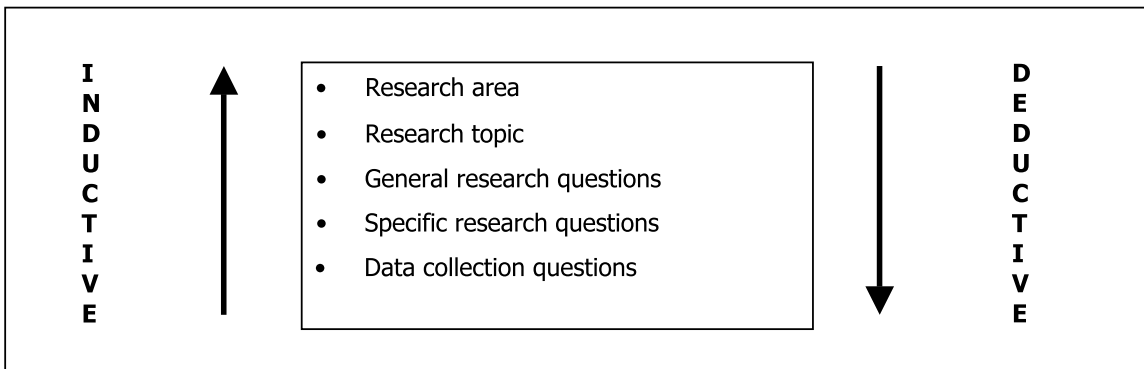 INDUCTIVE
• Research area
• Research topic
• General research questions
• Specific research questions
• Data collection questions
DEDUCTIVE